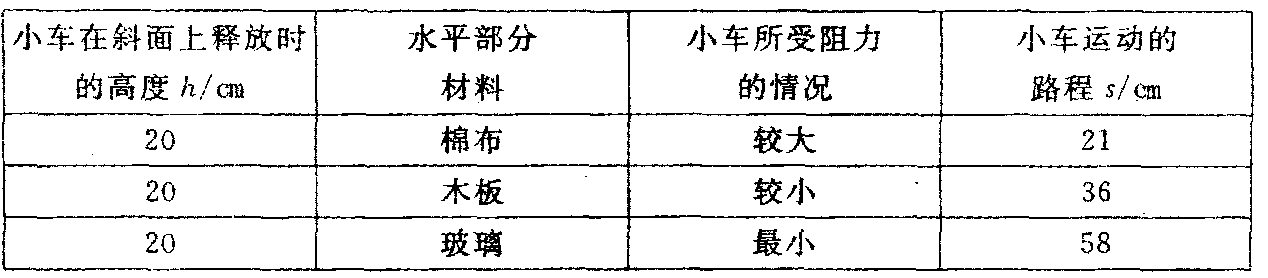 小车在斜面上释放时 水平部分 小车所受阻力 小车运动的
的高度 h/cm 材料 的情况 路程 s/cm
20 棉布 较大 21
20 木板 较小 36
20 玻璃 最小 58